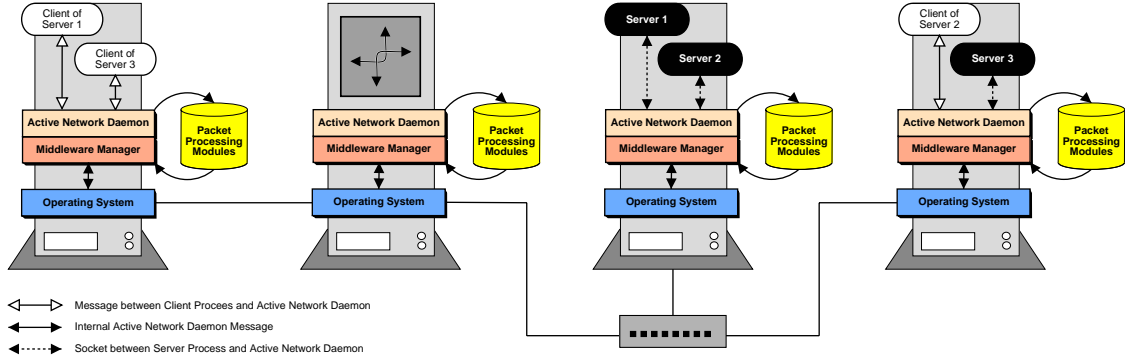 Client of
Server 1
Client of
Server 3
Active Network Daemon
Middleware Manager
Operating System
Packet
Processing
Modules
Active Network Daemon
Middleware Manager
Operating System
Packet
Processing
Modules
Server 1
Server 2
Active Network Daemon
Middleware Manager
Operating System
Packet
Processing
Modules
Client of
Server 2
Server 3
Active Network Daemon
Middleware Manager
Operating System
Packet
Processing
Modules
Message between Client Procees and Active Network Daemon
Internal Active Network Daemon Message
Socket between Server Process and Active Network Daemon